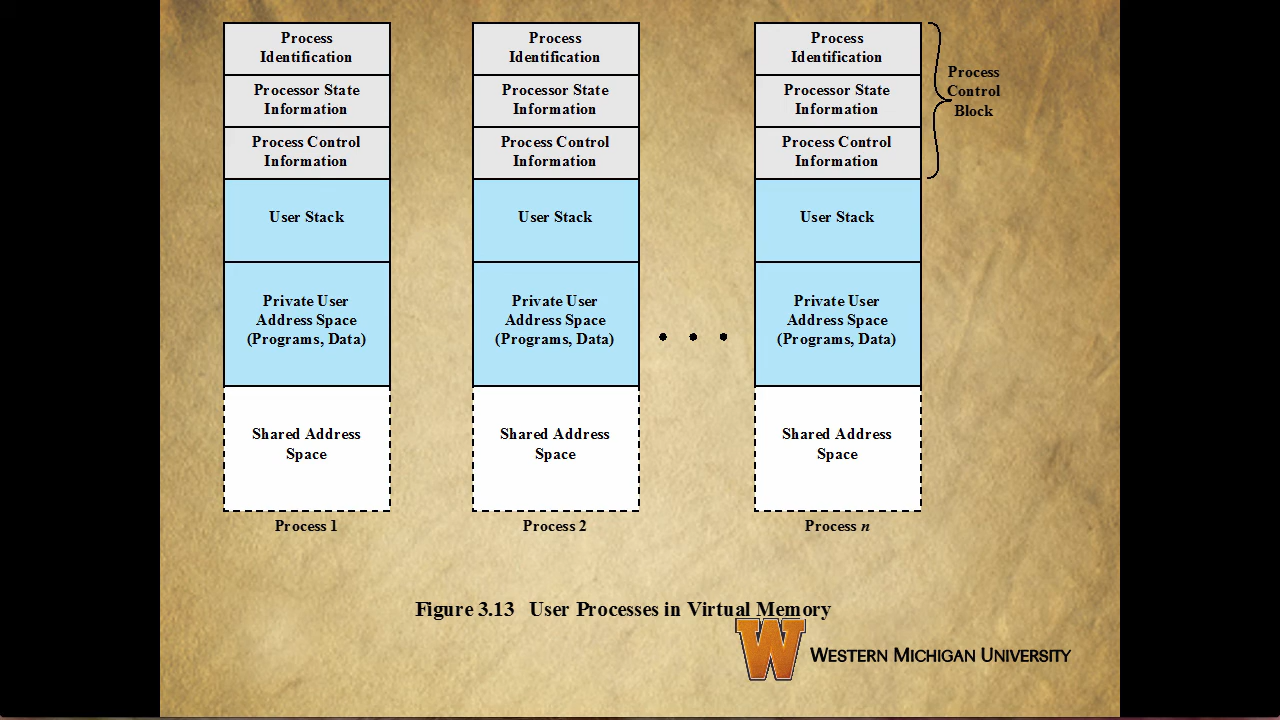 Process
Identification
Processor State
Information
Process Control
Information
User Stack
Private User
Address Space
(Programs, Data)
Shared Address
Space
Process 1
Process
Identification
Processor State
Information
Process Control
Information
User Stack
Private User
Address Space
(Programs, Data)
Shared Address
Space
Process 2
• • •
Process
Identification
Processor State
Information
Process Control
Information
User Stack
Private User
Address Space
(Programs, Data)
Shared Address
Space
Process n
Process
Control
Block
Figure 3.13 User Processes in Virtual Memory
W WESTERN MICHIGAN UNIVERSITY